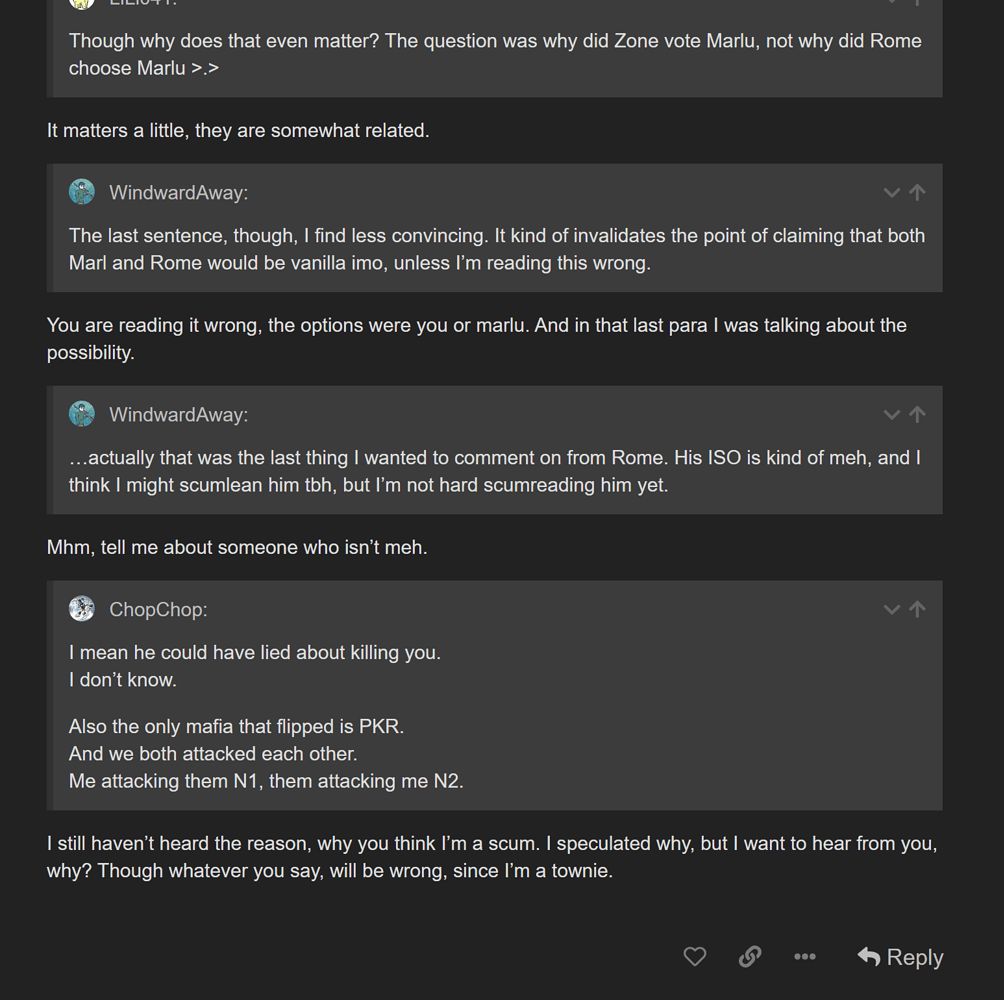 Though why does that even matter? The question was why did Zone vote Marlu, not why did Rome
choose Marlu >.>
It matters a little, they are somewhat related.
WindwardAway:
The last sentence, though, I find less convincing. It kind of invalidates the point of claiming that both
Marl and Rome would be vanilla imo, unless I’m reading this wrong.
You are reading it wrong, the options were you or marlu. And in that last para I was talking about the
possibility.
WindwardAway:
…actually that was the last thing I wanted to comment on from Rome. His ISO is kind of meh, and I
think I might scumlean him tbh, but I’m not hard scumreading him yet.
Mhm, tell me about someone who isn’t meh.
ChopChop:
I mean he could have lied about killing you.
I don’t know.
Also the only mafia that flipped is PKR.
And we both attacked each other.
Me attacking them N1, them attacking me N2.
I still haven’t heard the reason, why you think I’m a scum. I speculated why, but I want to hear from you,
why? Though whatever you say, will be wrong, since I’m a townie.
Reply